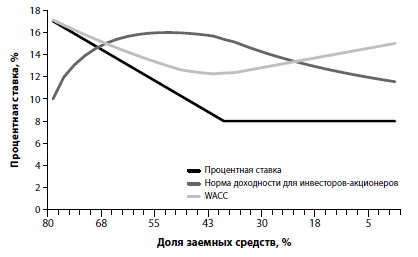 Процентная ставка, %
18
16
14
12
10
8
6
4
2
0
Процентная ставка
Норма доходности для инвесторов-акционеров
WACC
80 68 55 43 30 18 5
Доля заемных средств, %